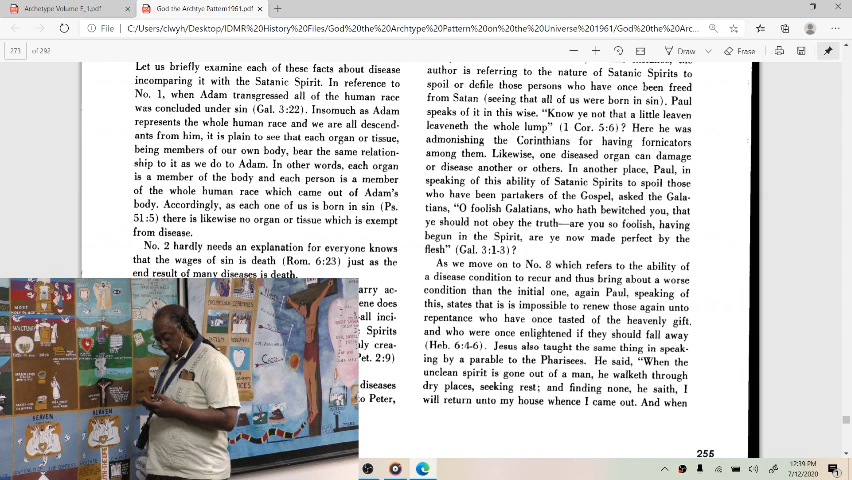 Archetype Volume E_1.pdf
God the Archtye Pattern1961.pdf
File
C:/Users/clwyh/Desktop/IDMR%20History%20Files/God%20the%20Archtype%20Pattern%20on%20the%20Universe%201961/God%20the%20Arc...
273 of 292
Draw
Erase
Let us briefly examine each of these facts about disease
incomparing it with the Satanic Spirit. In reference to
No. 1, when Adam transgressed all of the human race
was concluded under sin (Gal. 3:22). Insomuch as Adam
represents the whole human race and we are all descend-
ants from him, it is plain to see that each organ or tissue,
being members of our own body, bear the same relation-
ship to it as we do to Adam. In other words, each organ
is a member of the body and each person is a member
of the whole human race which came out of Adam's
body. Accordingly, as each one of us is born in sin (Ps.
51:5) there is likewise no organ or tissue which is exempt
from disease.
No. 2 hardly needs an explanation for everyone knows
that the wages of sin is death (Rom. 6:23) just as the
end result of many diseases is death.
arry ac-
ene does
-all inci-
Spirits
ly crea-
et. 2:9)
diseases
to Peter,
author is referring to the nature of Satanic Spirits to
spoil or defile those persons who have once been freed
from Satan (seeing that all of us were born in sin). Paul
speaks of it in this wise. "Know ye not that a little leaven
leaveneth the whole lump" (1 Cor. 5:6)? Here he was
admonishing the Corinthians for having fornicators
among them. Likewise, one diseased organ can damage
or disease another or others. In another place, Paul, in
speaking of this ability of Satanic Spirits to spoil those
who have been partakers of the Gospel, asked the Gala-
tians, "O foolish Galatians, who hath bewitched you, that
ye should not obey the truth—are you so foolish, having
begun in the Spirit, are ye now made perfect by the
flesh" (Gal. 3:1-3)?
As we move on to No. 8 which refers to the ability of
a disease condition to recur and thus bring about a worse
condition than the initial one, again Paul, speaking of
this, states that is is impossible to renew those again unto
repentance who have once tasted of the heavenly gift.
and who were once enlightened if they should fall away
(Heb. 6:4-6). Jesus also taught the same thing in speak-
ing by a parable to the Pharisees. He said, "When the
unclean spirit is gone out of a man, he walketh through
dry places, seeking rest; and finding none, he saith, I
will return unto my house whence I came out. And when
255
HEAVEN
HEAVEN
12:39 PM
7/12/2020